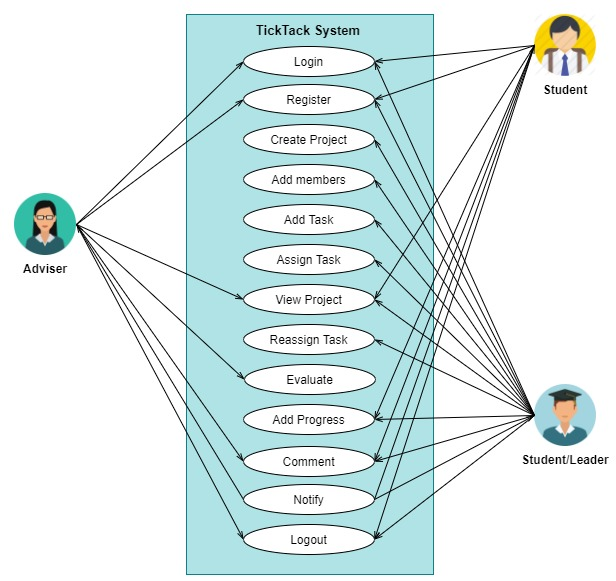 TickTack System
Login
Register
Create Project
Add members
Add Task
Assign Task
View Project
Reassign Task
Evaluate
Add Progress
Comment
Notify
Logout
Adviser
Student
Student/Leader